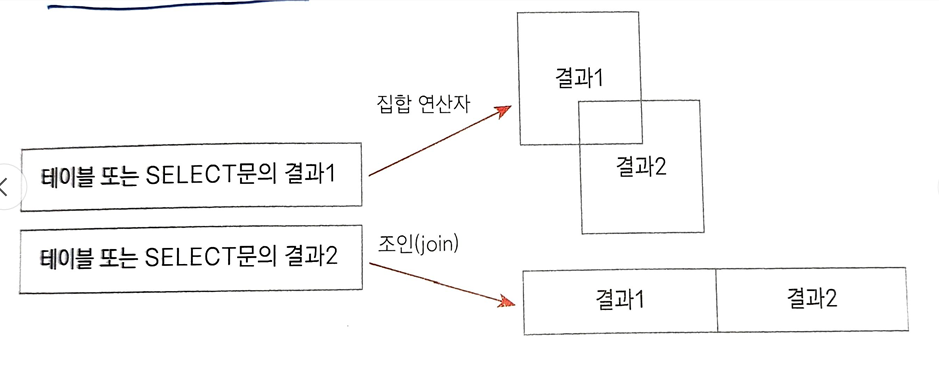 집합 연산자
결과1
결과2
테이블 또는 SELECT문의 결과1
테이블 또는 SELECT문의 결과2
조인(join)
결과1
결과2